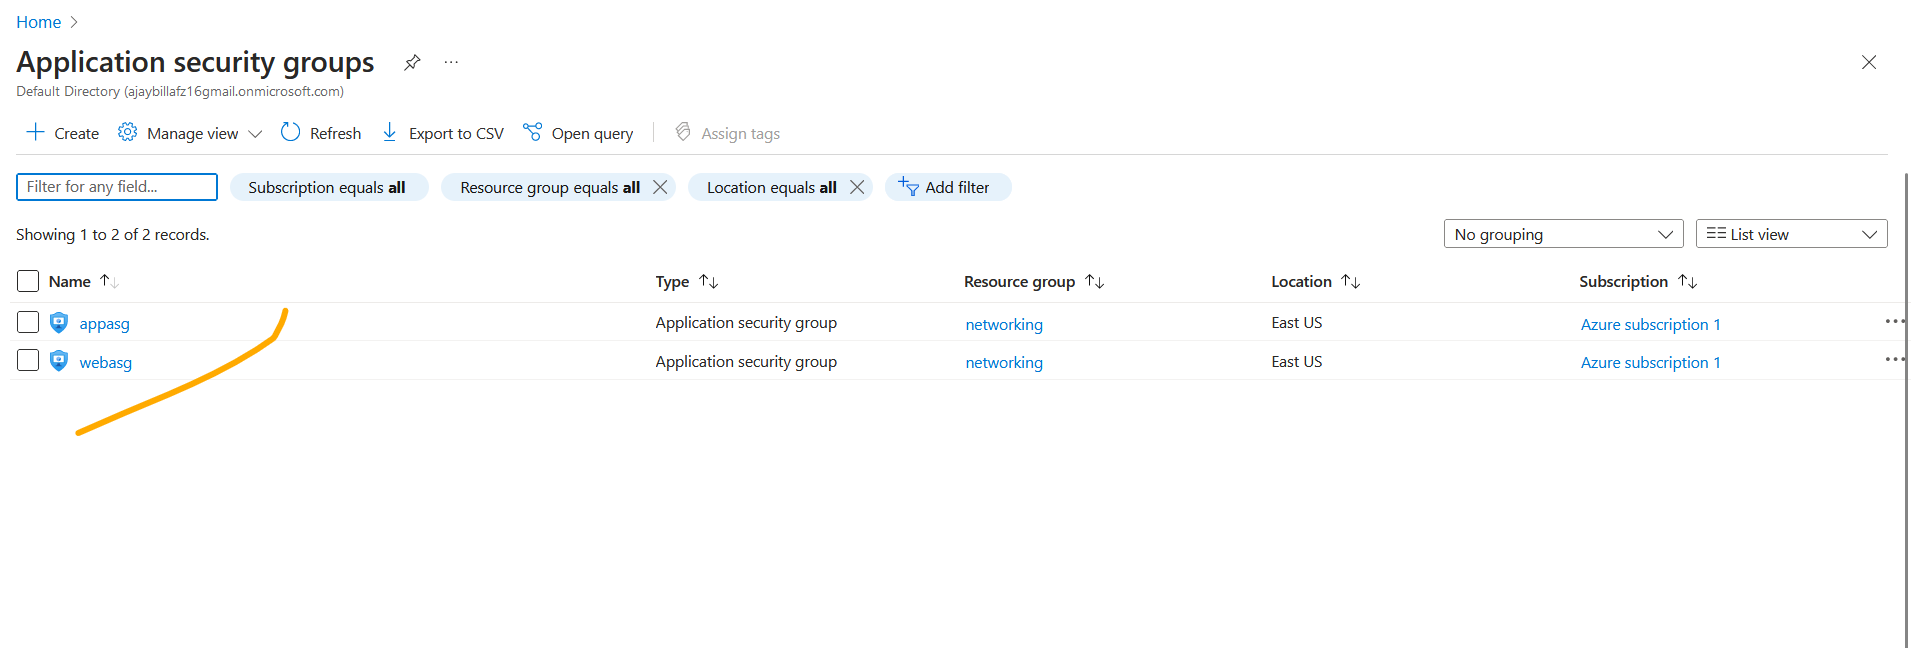 Home
Application security groups
Default Directory (ajaybillafz16gmail.onmicrosoft.com)
Create Manage view Refresh Export to CSV Open query Assign tags
Filter for any field... Subscription equals all Resource group equals all Location equals all Add filter
Showing 1 to 2 of 2 records. No grouping List view
Name Type Resource group Location Subscription
appasg Application security group networking East US Azure subscription 1
webasg Application security group networking East US Azure subscription 1